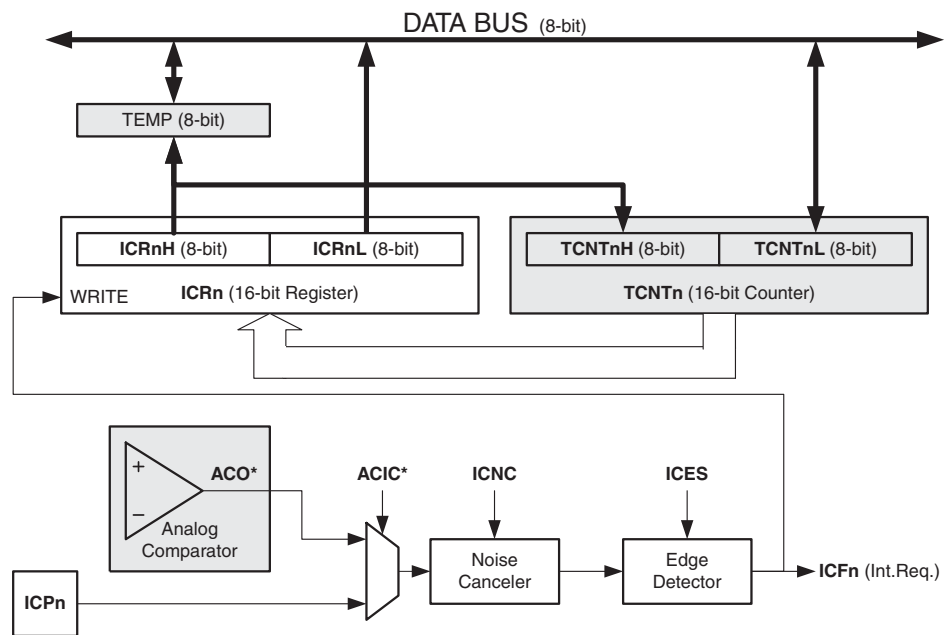 DATA BUS (8-bit)
TEMP (8-bit)
ICRnH (8-bit)
ICRnL (8-bit)
TCNTnH (8-bit)
TCNTnL (8-bit)
WRITE
ICRn (16-bit Register)
TCNTn (16-bit Counter)
+
−
ACO*
Analog
Comparator
ACIC*
ICNC
ICES
Noise
Canceler
Edge
Detector
ICFn (Int.Req.)
ICPn